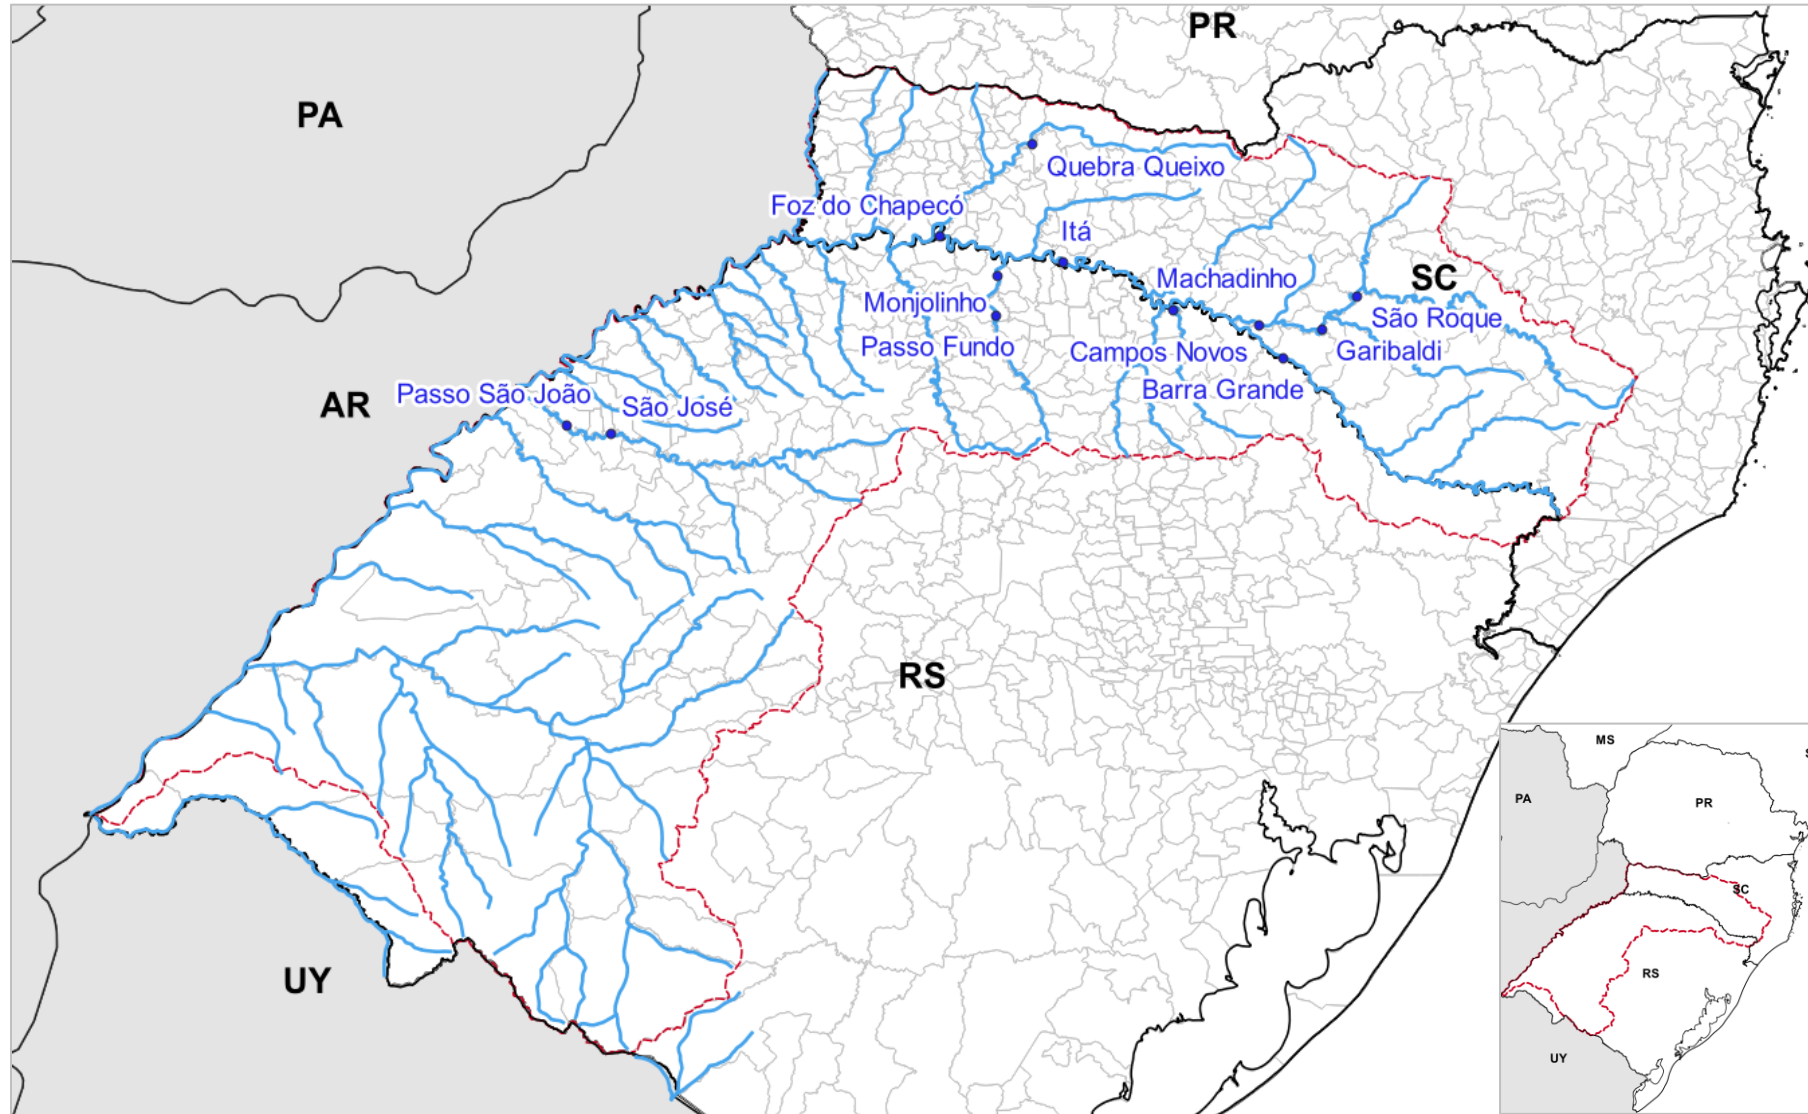 PR
PA
Quebra Queixo
Foz do Chapecó
Itá
Machadinho
SC
Monjolinho
São Roque
Passo Fundo
Campos Novos
Garibaldi
Barra Grande
Passo São João
São José
AR
RS
UY
MS
S
PA
PR
SC
RS
UY